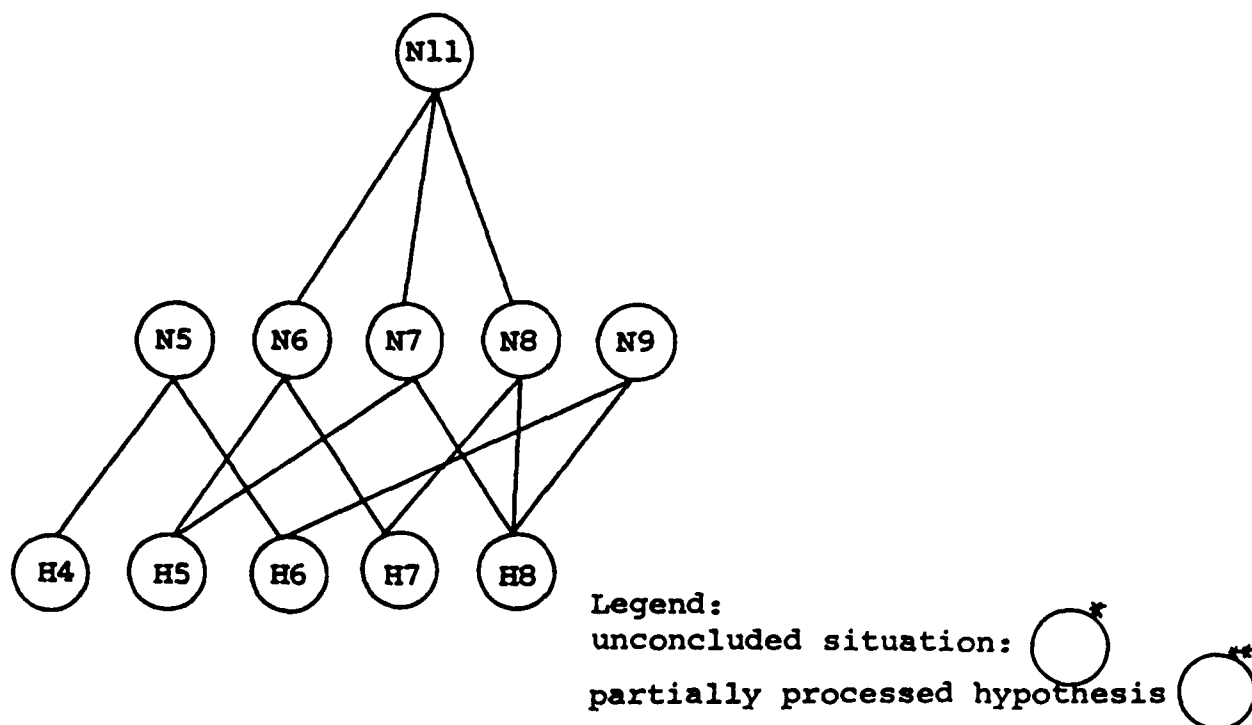 N11
N5 N6 N7 N8 N9
H4 H5 H6 H7 H8
Legend:
unconcluded situation: *
partially processed hypothesis **